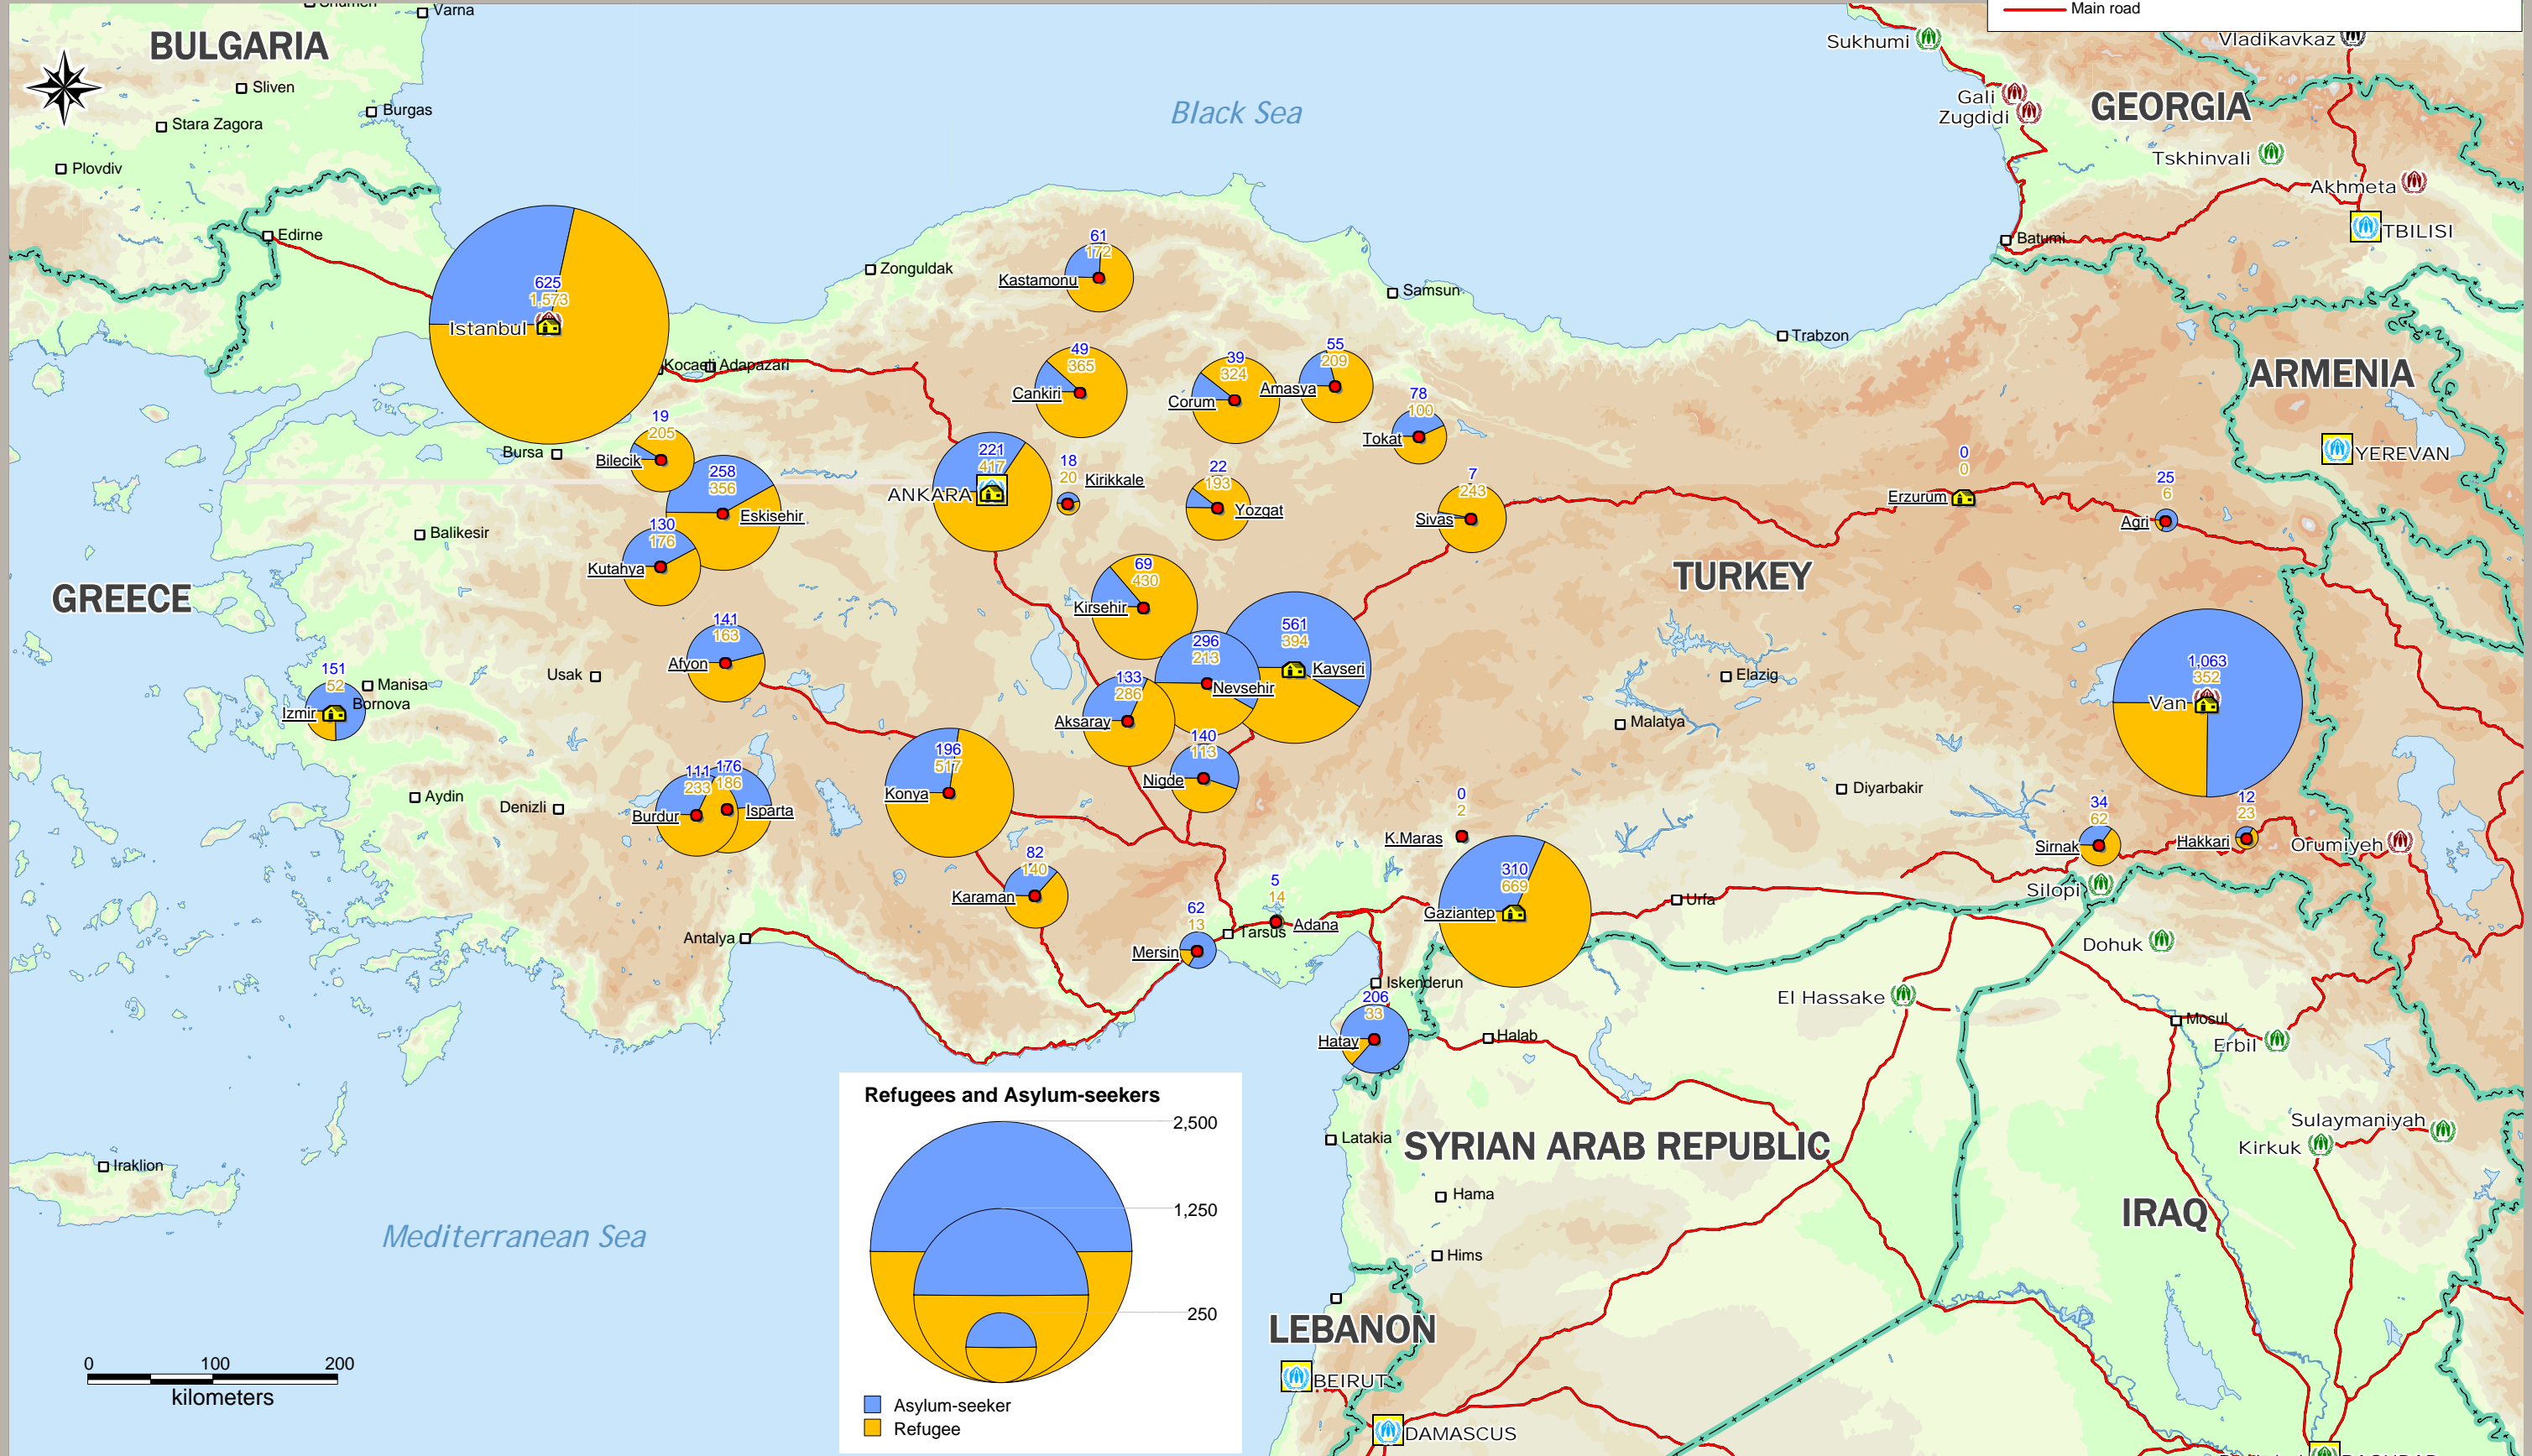 Varna
Main road
BULGARIA
Sukhumi
Vladikavkaz
Sliven
Burgas
Stara Zagora
Black Sea
Gali
Zugdidi
GEORGIA
Plovdiv
Tskhinvali
Akhmeta
Edirne
TBILISI
Batumi
61
172
Kastamonu
Zonguldak
Samsun
625
1,573
Istanbul
Trabzon
Kocaeli
Adapazari
49
365
Cankiri
39
324
Corum
55
209
Amasya
78
100
Tokat
ARMENIA
YEREVAN
19
205
Bilecik
Bursa
258
356
Eskisehir
221
417
ANKARA
18
20
Kirikkale
22
193
Yozgat
7
243
Sivas
0
0
Erzurum
25
6
Agri
Balikesir
130
176
Kutahya
GREECE
TURKEY
69
430
Kirsehir
141
163
Afyon
Usak
296
213
Nevsehir
561
394
Kayseri
151
52
Izmir
Manisa
Bornova
Elazig
Malatya
1,063
352
Van
133
286
Aksaray
140
113
Nigde
196
517
Konya
111
233
Burdur
176
186
Isparta
Aydin
Denizli
Diyarbakir
0
2
K.Maras
34
62
Sirnak
12
23
Hakkari
Orumiyeh
Silopi
82
140
Karaman
310
669
Gaziantep
Urfa
5
14
Adana
Tarsus
62
13
Mersin
Antalya
Dohuk
Iskenderun
206
33
Hatay
El Hassake
Halab
Mosul
Erbil
Refugees and Asylum-seekers
2,500
1,250
250
Asylum-seeker
Refugee
Latakia
SYRIAN ARAB REPUBLIC
Sulaymaniyah
Kirkuk
Iraklion
Hama
IRAQ
Mediterranean Sea
Hims
LEBANON
BEIRUT
DAMASCUS
0
100
200
kilometers